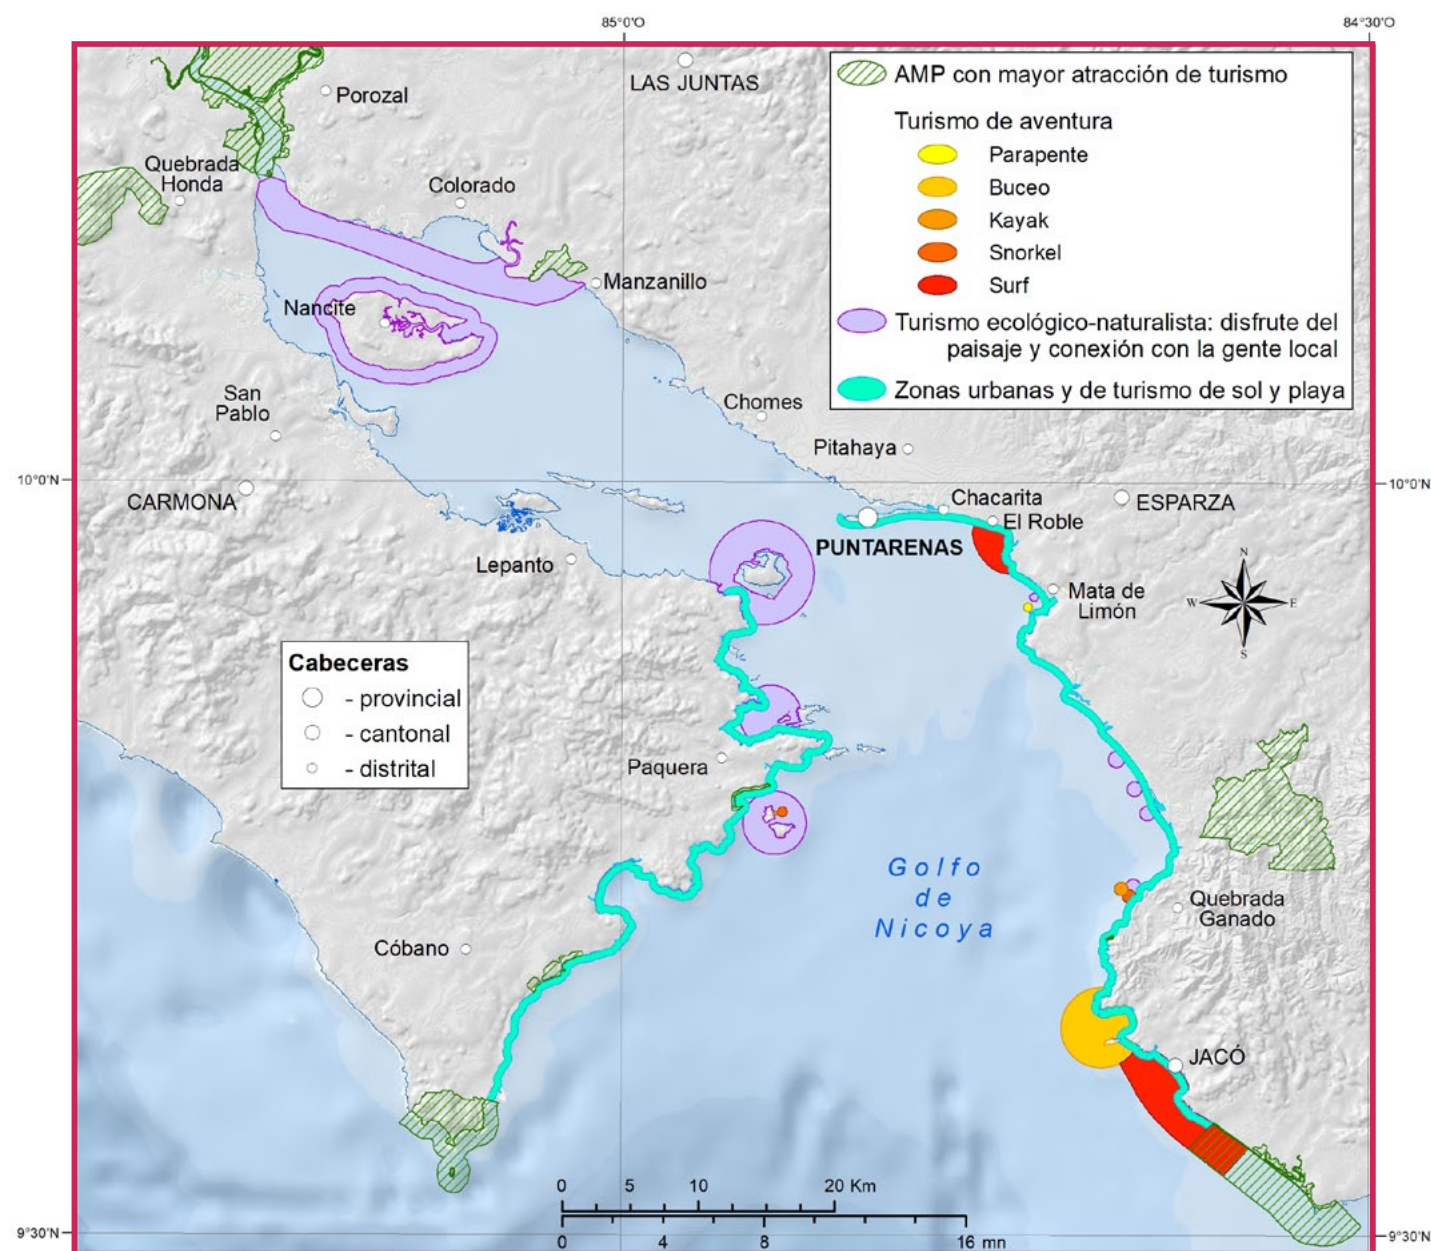 85°0'O
84°30'O
LAS JUNTAS
Porozal
Quebrada
Honda
Colorado
Manzanillo
Nancite
San
Pablo
Chomes
Pitahaya
10°0'N
10°0'N
CARMONA
Chacarita
ESPARZA
El Roble
PUNTARENAS
Lepanto
Mata de
Limón
Paquera
Golfo
de
Nicoya
Quebrada
Ganado
Cóbano
JACÓ
9°30'N
9°30'N
AMP con mayor atracción de turismo
Turismo de aventura
Parapente
Buceo
Kayak
Snorkel
Surf
Turismo ecológico-naturalista: disfrute del
paisaje y conexión con la gente local
Zonas urbanas y de turismo de sol y playa
N
W
E
S
Cabeceras
- provincial
- cantonal
- distrital
0 5 10 20 Km
0 4 8 16 mn